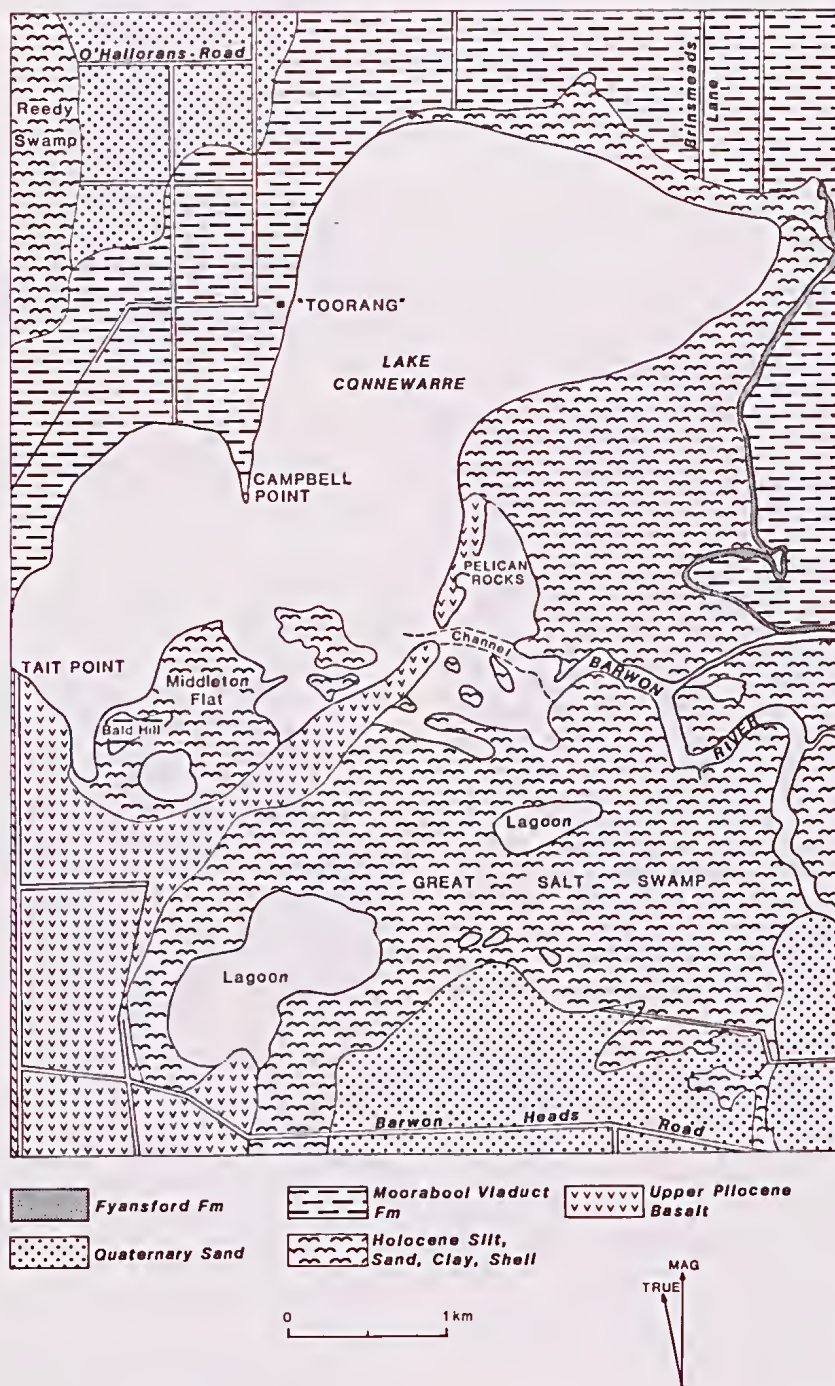 O'Hallorans Road
Reedy
Swamp
Brinsmeads
Lane
"TOORANG"
LAKE
CONNEWARRE
CAMPBELL
POINT
PELICAN
ROCKS
Channel
TAIT POINT
Middleton
Flat
Bald Hill
BARWON
RIVER
Lagoon
GREAT SALT SWAMP
Lagoon
Barwon Heads Road
Fyansford Fm
Moorabool Viaduct
Fm
Upper Pliocene
Basalt
Quaternary Sand
Holocene Silt,
Sand, Clay, Shell
MAG
TRUE
0 1 km